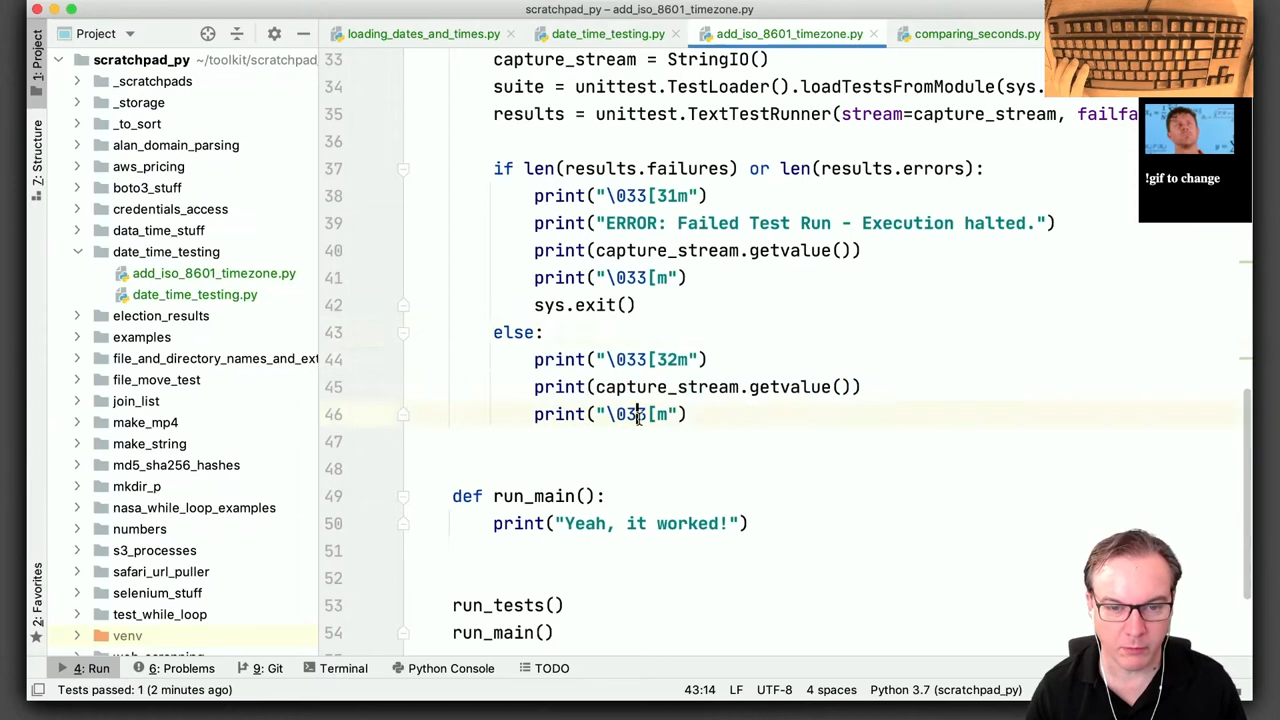 scratchpad_py – add_iso_8601_timezone.py
Project
loading_dates_and_times.py
date_time_testing.py
add_iso_8601_timezone.py
comparing_seconds.py
1: Project
Z: Structure
2: Favorites
scratchpad_py ~/toolkit/scratchpad
_scratchpads
_storage
_to_sort
alan_domain_parsing
aws_pricing
boto3_stuff
credentials_access
data_time_stuff
date_time_testing
add_iso_8601_timezone.py
date_time_testing.py
election_results
examples
file_and_directory_names_and_ext
file_move_test
join_list
make_mp4
make_string
md5_sha256_hashes
mkdir_p
nasa_while_loop_examples
numbers
s3_processes
safari_url_puller
selenium_stuff
test_while_loop
venv
33 capture_stream = StringIO()
34 suite = unittest.TestLoader().loadTestsFromModule(sys.
35 results = unittest.TextTestRunner(stream=capture_stream, failfa
36
37 if len(results.failures) or len(results.errors):
38 print("\033[31m")
39 print("ERROR: Failed Test Run - Execution halted.")
40 print(capture_stream.getvalue())
41 print("\033[m")
42 sys.exit()
43 else:
44 print("\033[32m")
45 print(capture_stream.getvalue())
46 print("\033[m")
47
48
49 def run_main():
50 print("Yeah, it worked!")
51
52
53 run_tests()
54 run_main()
!gif to change
4: Run
6: Problems
9: Git
Terminal
Python Console
TODO
Tests passed: 1 (2 minutes ago)
43:14 LF UTF-8 4 spaces Python 3.7 (scratchpad_py)